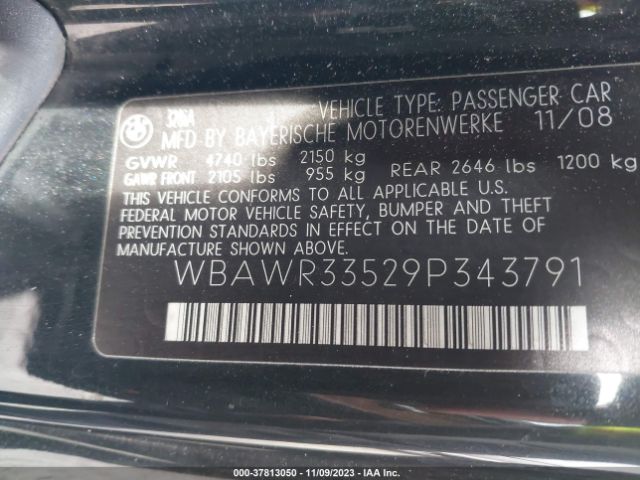 328iA VEHICLE TYPE: PASSENGER CAR
MFD BY BAYERISCHE MOTORENWERKE 11/08
GVWR 4740 lbs 2150 kg
GAWR FRONT 2105 lbs 955 kg REAR 2646 lbs 1200 kg
THIS VEHICLE CONFORMS TO ALL APPLICABLE U.S.
FEDERAL MOTOR VEHICLE SAFETY, BUMPER AND THEFT
PREVENTION STANDARDS IN EFFECT ON THE DATE OF
MANUFACTURE SHOWN ABOVE.
WBAWR33529P343791
000-37813050 | 11/09/2023 | IAA Inc.